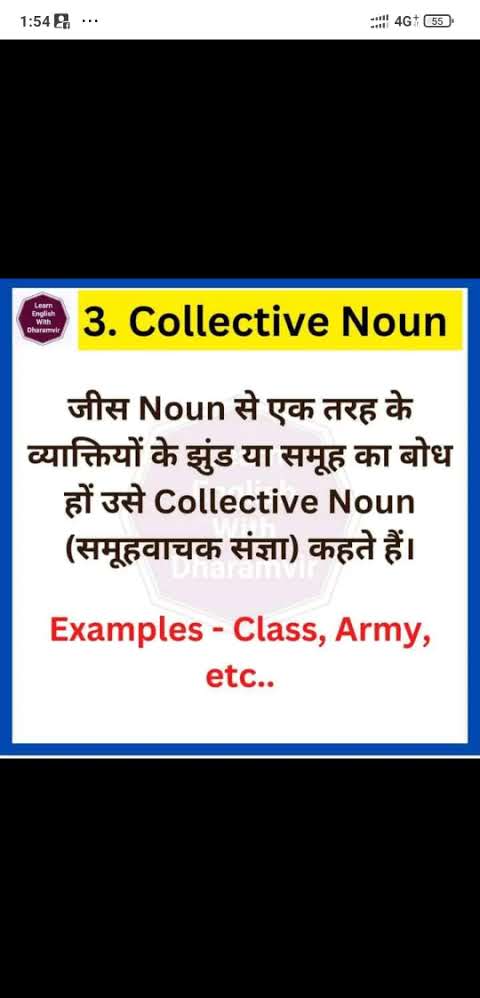 1:54 ...
4G+ 55
Learn
English
With
Dharamvir
3. Collective Noun
जीस Noun से एक तरह के
व्याक्तियों के झुंड या समूह का बोध
हों उसे Collective Noun
(समूहवाचक संज्ञा) कहते हैं।
Learn
English
With
Dharamvir
Examples - Class, Army,
etc..